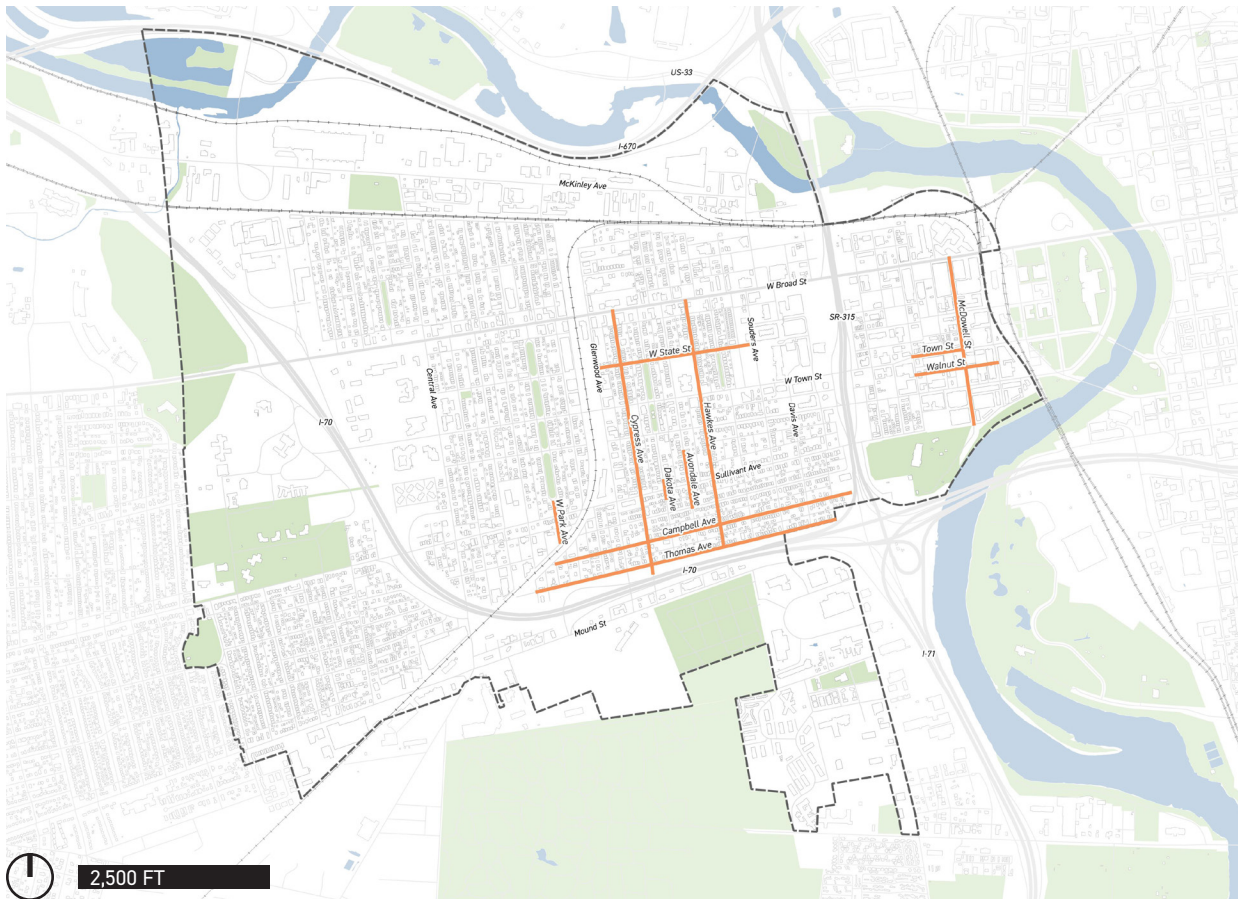 US-33
I-670
McKinley Ave
W Broad St
McDowell St
SR-315
Souders Ave
Town St
W State St
Glenwood Ave
Walnut St
Central Ave
W Town St
Davis Ave
Hawkes Ave
Cypress Ave
I-70
Avondale Ave
Sullivant Ave
Dakota Ave
W Park Ave
Campbell Ave
Thomas Ave
I-70
Mound St
I-71
2,500 FT